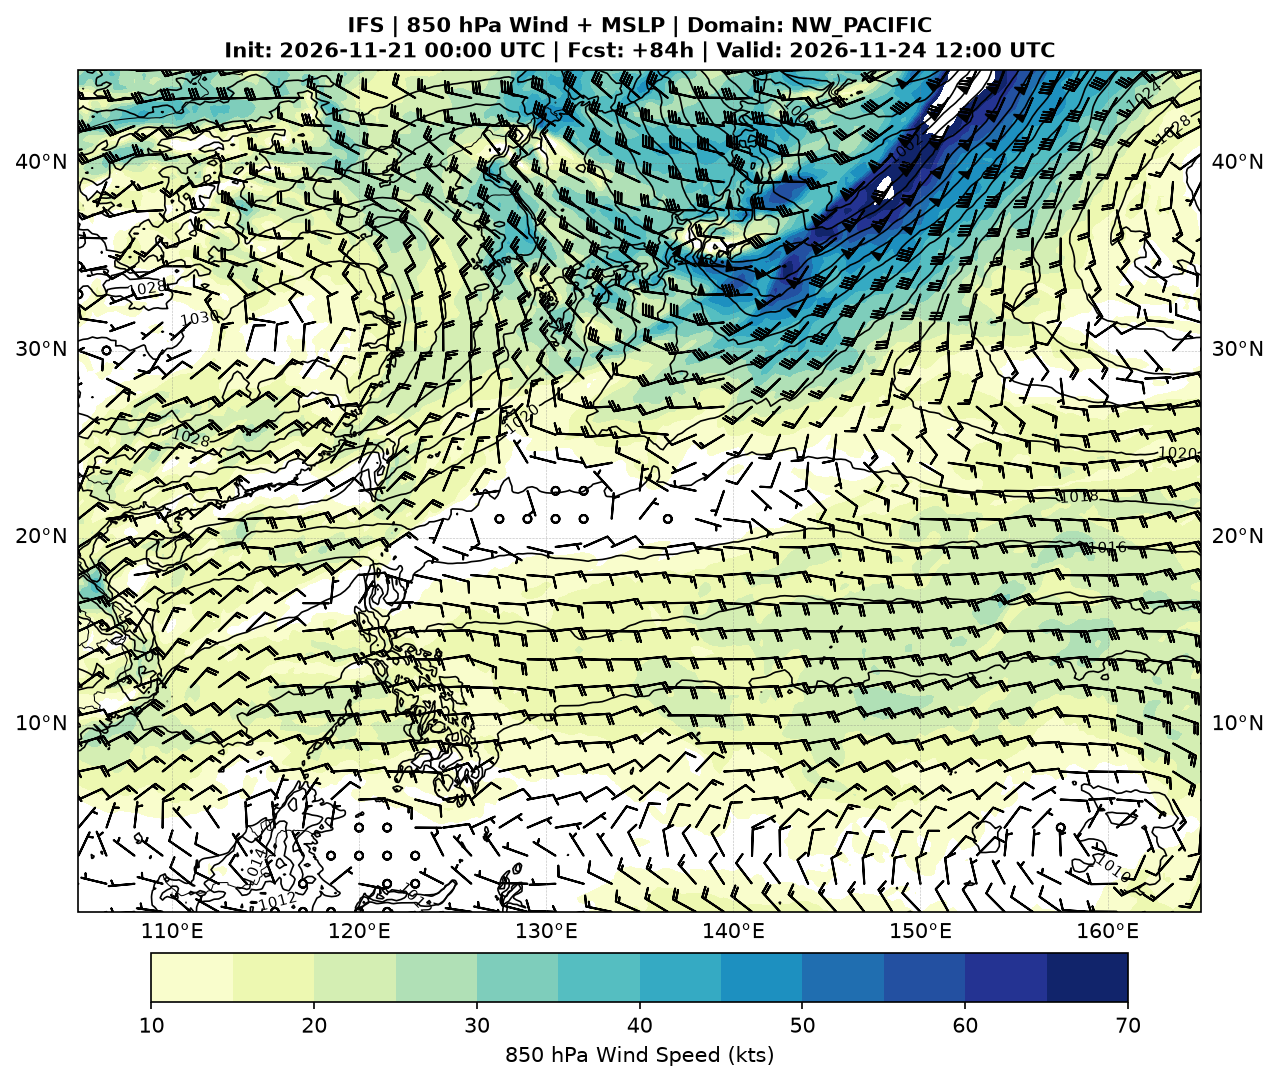 IFS | 850 hPa Wind + MSLP | Domain: NW_PACIFIC
Init: 2026-11-21 00:00 UTC | Fcst: +84h | Valid: 2026-11-24 12:00 UTC
1024
1028
40°N
40°N
1028
1030
30°N
30°N
1020
1028
1020
1018
20°N
20°N
1016
10°N
10°N
1014
1010
1012
110°E
120°E
130°E
140°E
150°E
160°E
10
20
30
40
50
60
70
850 hPa Wind Speed (kts)